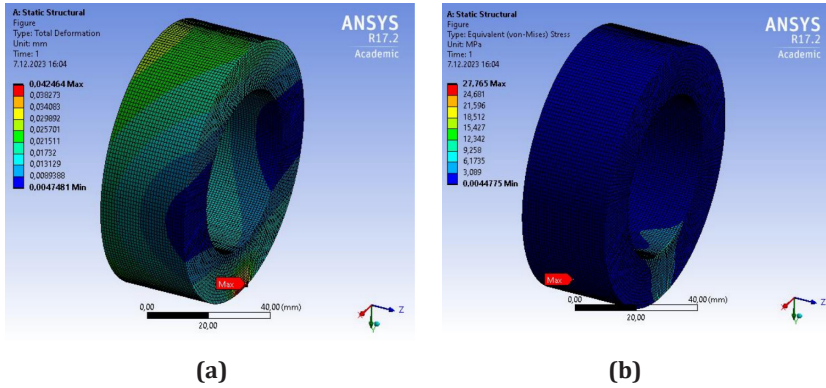 A: Static Structural
Figure
Type: Total Deformation
Unit: mm
Time: 1
7.12.2023 16:04
0,042464 Max
0,038273
0,034083
0,029892
0,025701
0,021511
0,01732
0,013129
0,0089388
0,0047481 Min
ANSYS
R17.2
Academic
Max
0,00
20,00
40,00 (mm)
Z
Y
(a)
A: Static Structural
Figure
Type: Equivalent (von-Mises) Stress
Unit: MPa
Time: 1
7.12.2023 16:04
27,765 Max
24,681
21,596
18,512
15,427
12,342
9,258
6,1735
3,089
0,0044775 Min
ANSYS
R17.2
Academic
Max
0,00
20,00
40,00 (mm)
Z
Y
(b)